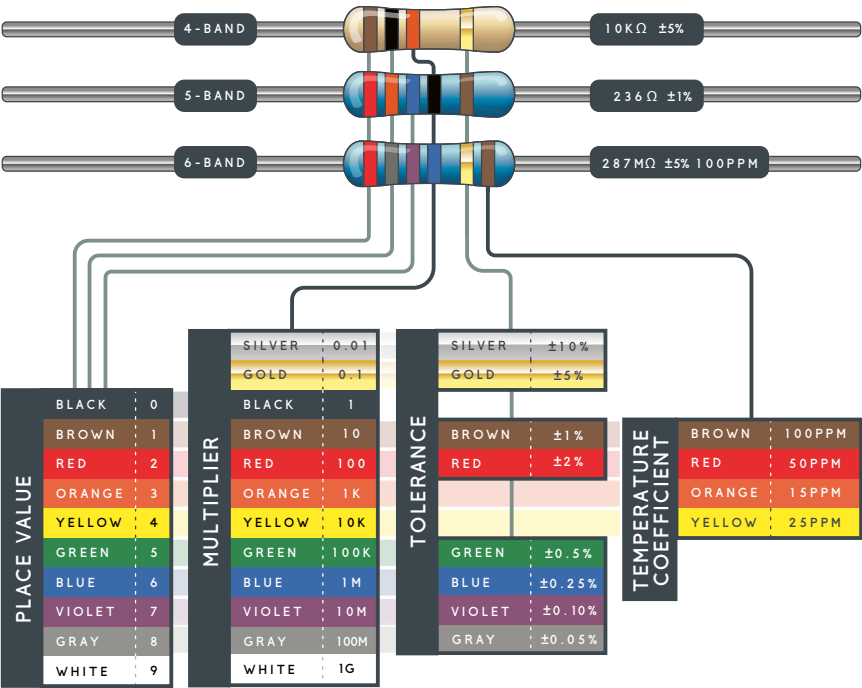 4-BAND 10KΩ ±5%
5-BAND 236Ω ±1%
6-BAND 287MΩ ±5% 100PPM
PLACE VALUE
BLACK 0
BROWN 1
RED 2
ORANGE 3
YELLOW 4
GREEN 5
BLUE 6
VIOLET 7
GRAY 8
WHITE 9
MULTIPLIER
SILVER 0.01
GOLD 0.1
BLACK 1
BROWN 10
RED 100
ORANGE 1K
YELLOW 10K
GREEN 100K
BLUE 1M
VIOLET 10M
GRAY 100M
WHITE 1G
TOLERANCE
SILVER ±10%
GOLD ±5%
BROWN ±1%
RED ±2%
GREEN ±0.5%
BLUE ±0.25%
VIOLET ±0.10%
GRAY ±0.05%
TEMPERATURE
COEFFICIENT
BROWN 100PPM
RED 50PPM
ORANGE 15PPM
YELLOW 25PPM